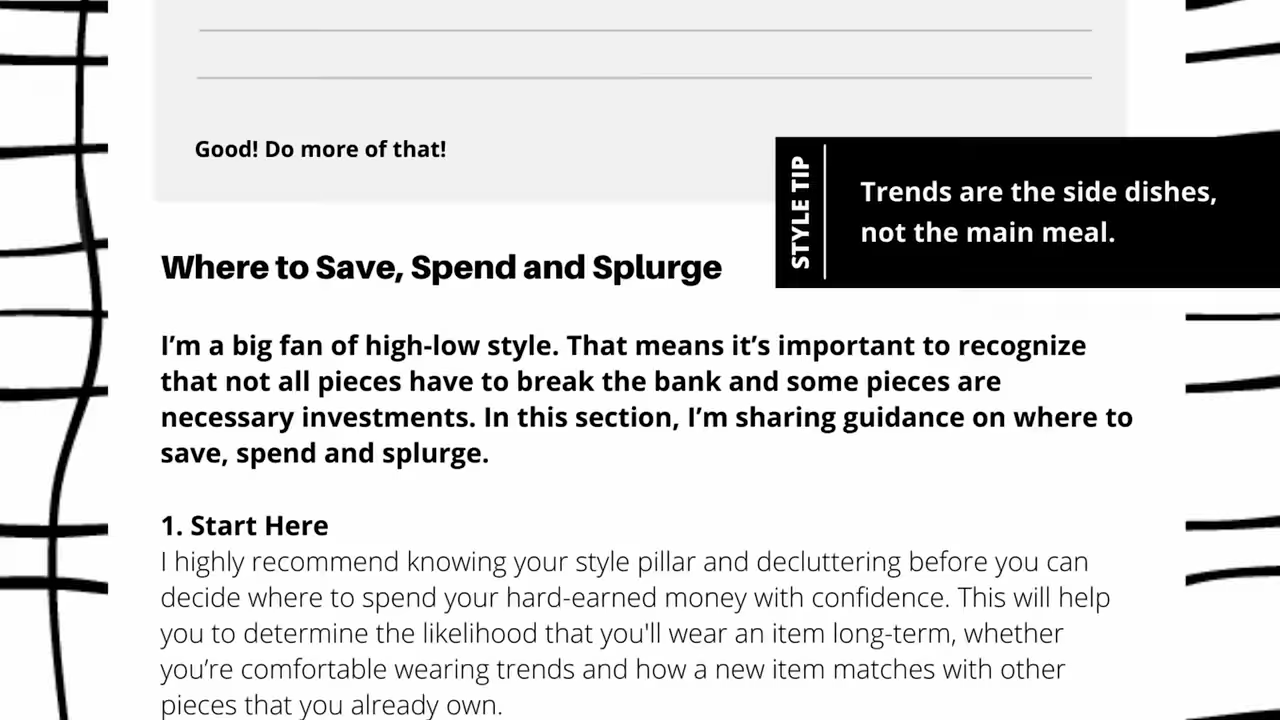 Good! Do more of that!
STYLE TIP
Trends are the side dishes,
not the main meal.
Where to Save, Spend and Splurge
I’m a big fan of high-low style. That means it’s important to recognize
that not all pieces have to break the bank and some pieces are
necessary investments. In this section, I’m sharing guidance on where to
save, spend and splurge.
1. Start Here
I highly recommend knowing your style pillar and decluttering before you can
decide where to spend your hard-earned money with confidence. This will help
you to determine the likelihood that you'll wear an item long-term, whether
you’re comfortable wearing trends and how a new item matches with other
pieces that you already own.